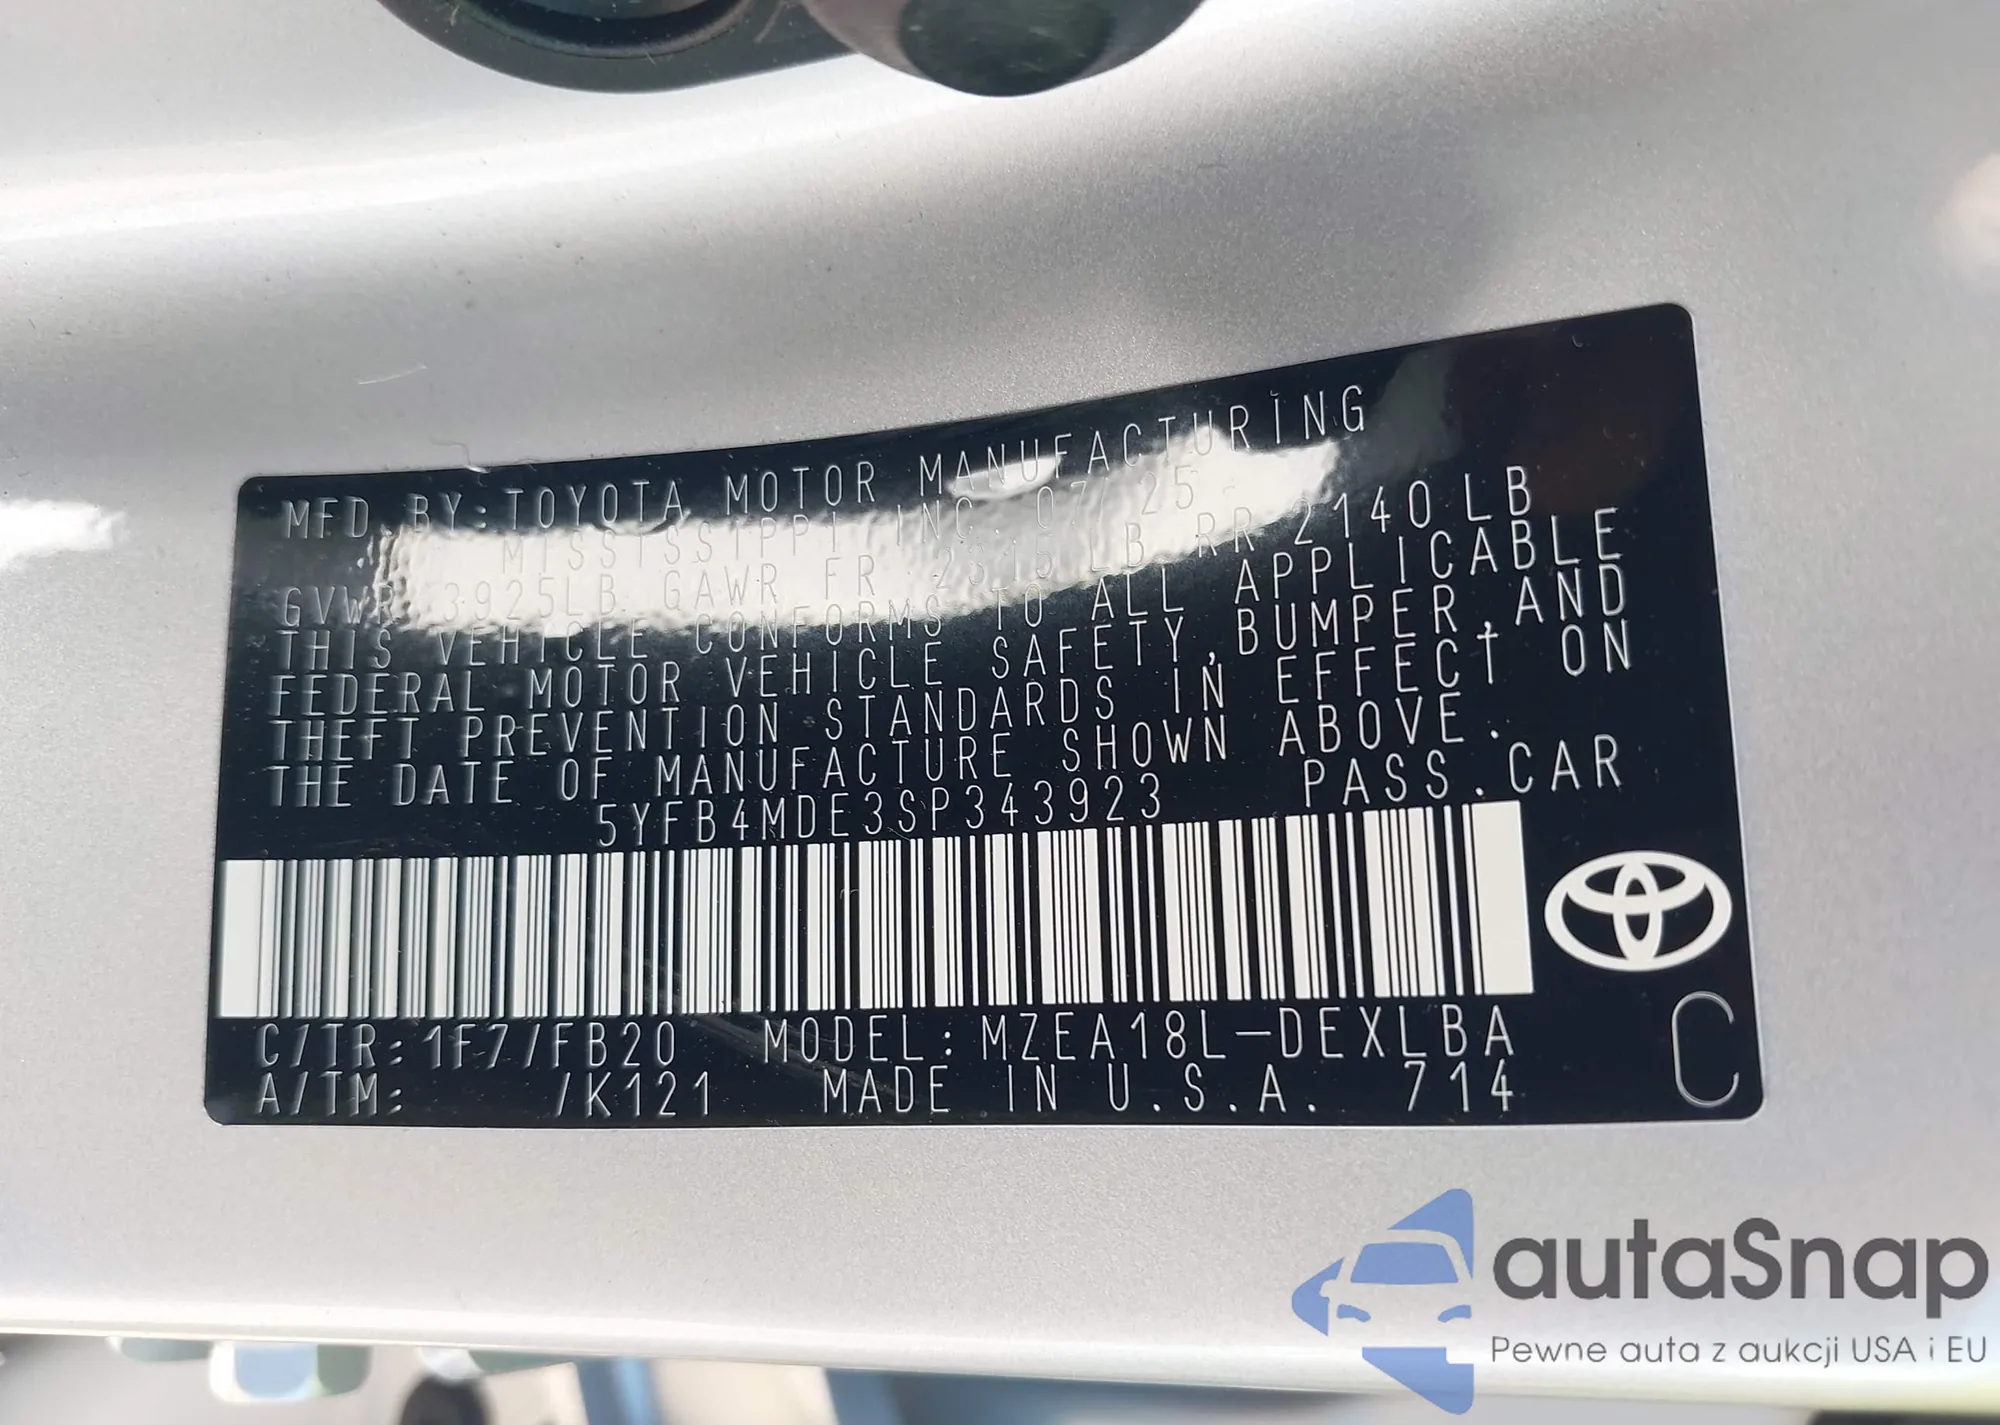 MFD.BY:TOYOTA MOTOR MANUFACTURING
MISSISSIPPI INC. 07/25
GVWR 3925LB GAWR FR 2315 LB RR 2140LB
THIS VEHICLE CONFORMS TO ALL APPLICABLE
FEDERAL MOTOR VEHICLE SAFETY,BUMPER,AND
THEFT PREVENTION STANDARDS IN EFFECT ON
THE DATE OF MANUFACTURE SHOWN ABOVE.
5YFB4MDE3SP343923 PASS.CAR
C/TR:1F7/FB20 MODEL:MZEA18L-DEXLBA
A/TM: /K121 MADE IN U.S.A. 714
C
autaSnap
Pewne auta z aukcji USA i EU